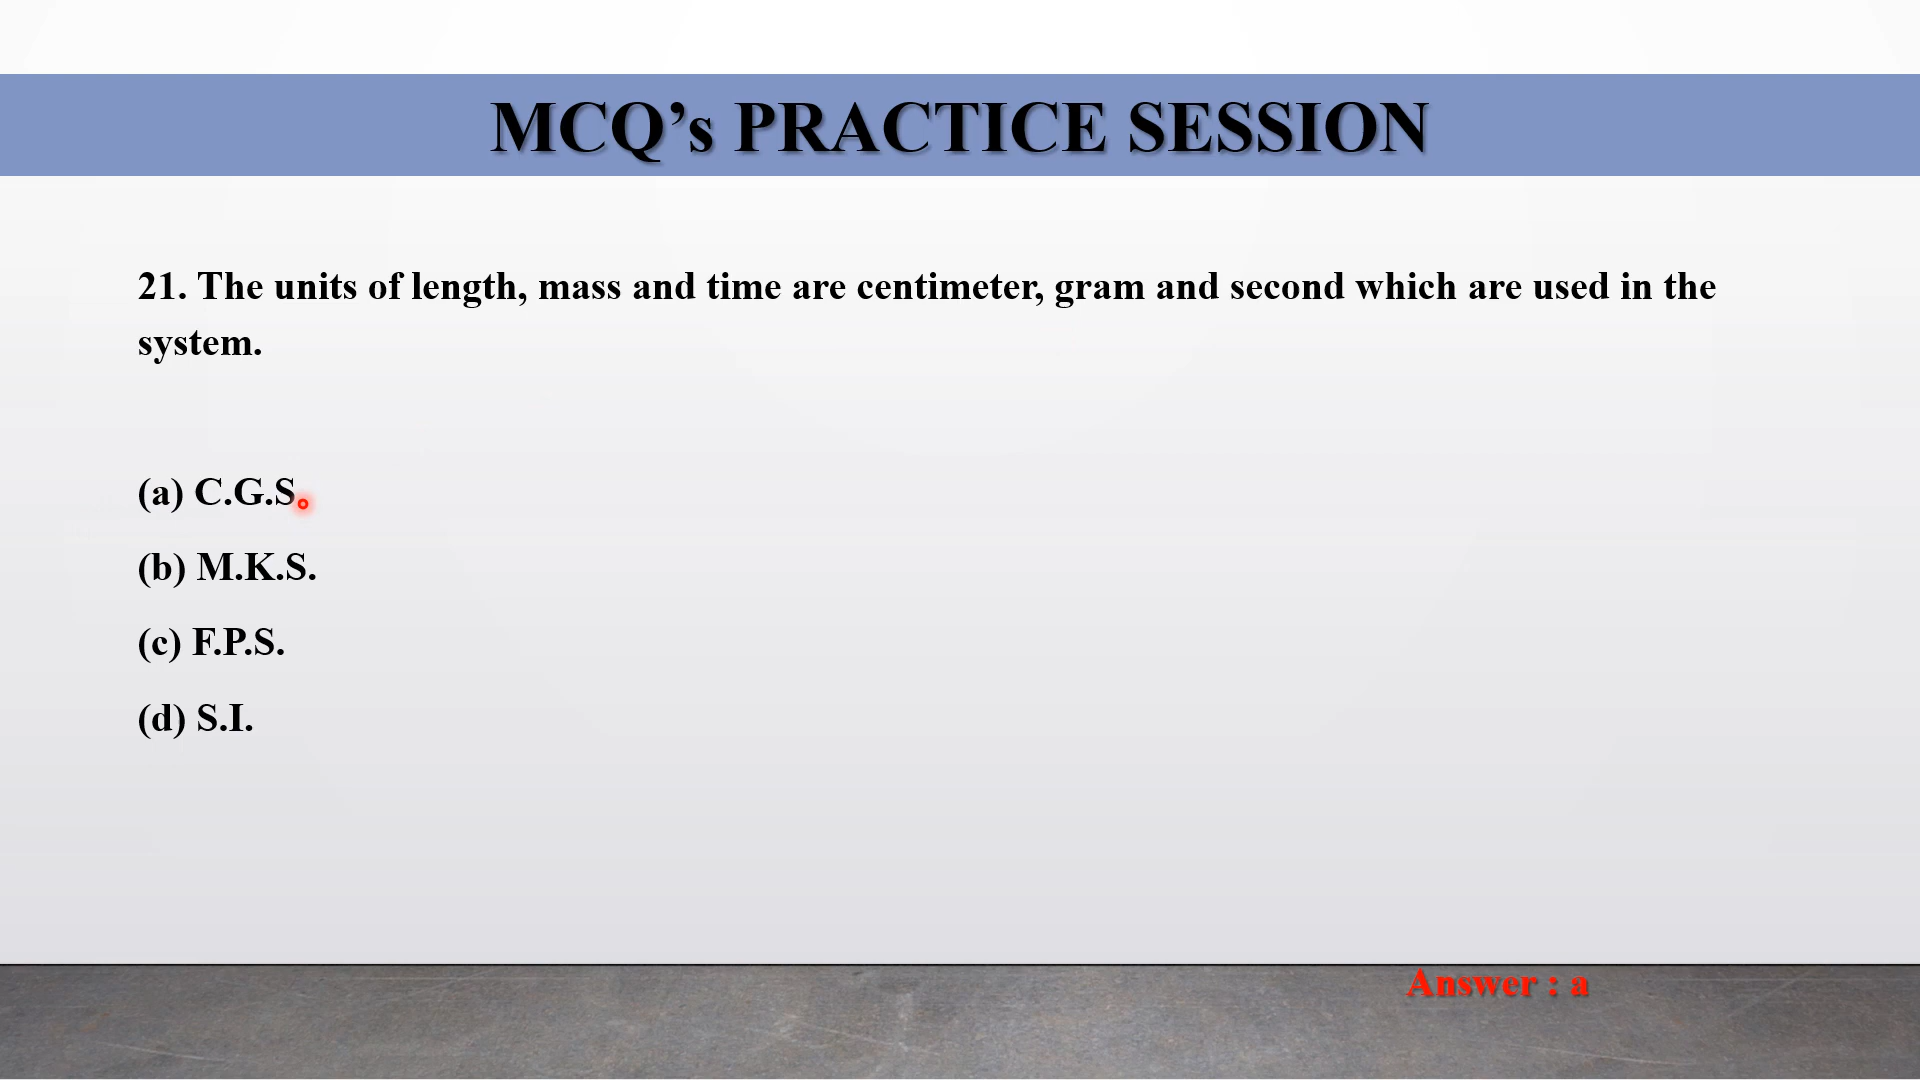 MCQ’s PRACTICE SESSION
21. The units of length, mass and time are centimeter, gram and second which are used in the
system.
(a) C.G.S.
(b) M.K.S.
(c) F.P.S.
(d) S.I.
Answer : a